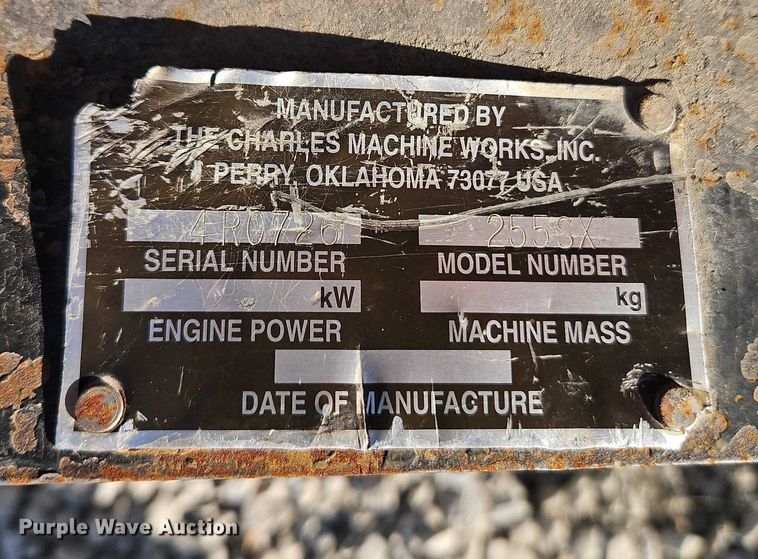 MANUFACTURED BY
THE CHARLES MACHINE WORKS, INC.
PERRY, OKLAHOMA 73077 USA
4R0726 255SX
SERIAL NUMBER MODEL NUMBER
kW kg
ENGINE POWER MACHINE MASS
DATE OF MANUFACTURE
Purple Wave Auction